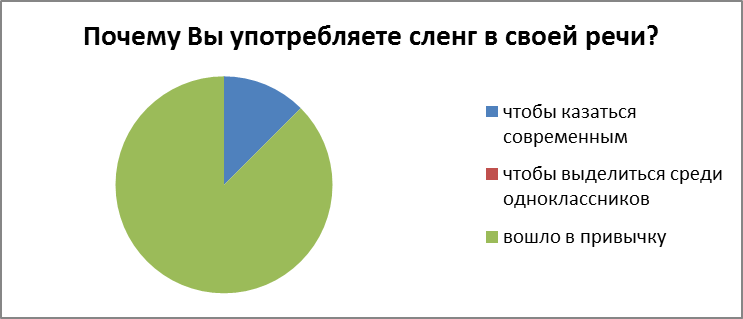 Почему Вы употребляете сленг в своей речи?
чтобы казаться
современным
чтобы выделиться среди
одноклассников
вошло в привычку